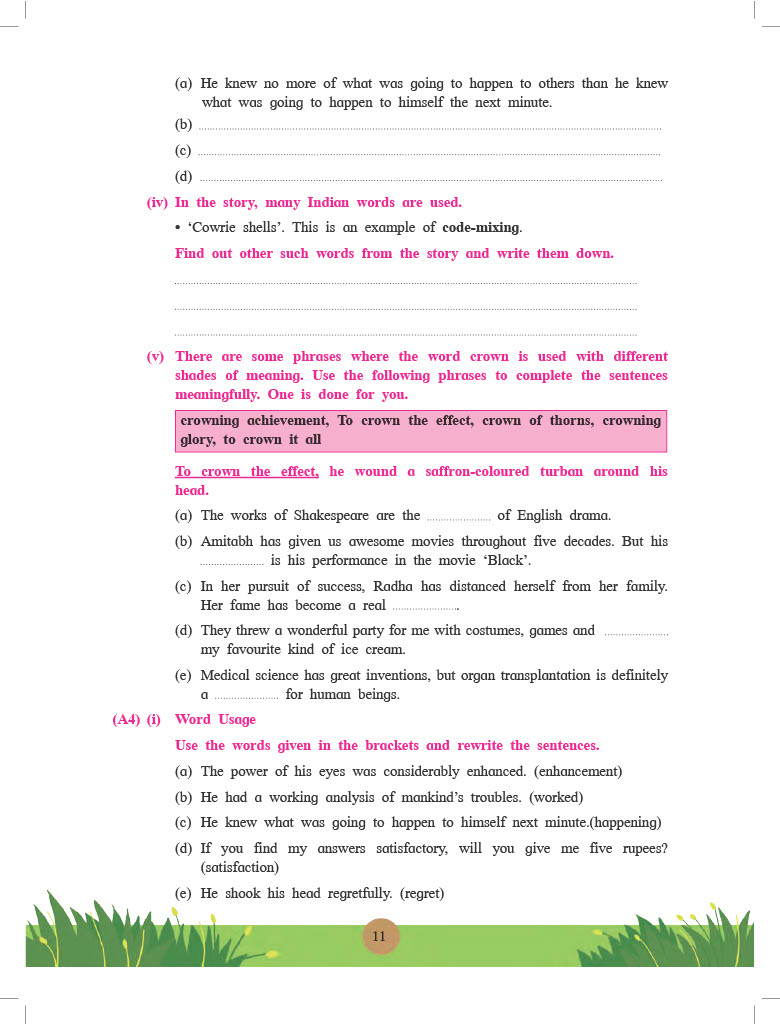 (a) He knew no more of what was going to happen to others than he knew
what was going to happen to himself the next minute.
(b) ........................................................................
(c) ........................................................................
(d) ........................................................................
(iv) In the story, many Indian words are used.
• ‘Cowrie shells’. This is an example of code-mixing.
Find out other such words from the story and write them down.
........................................................................
........................................................................
........................................................................
(v) There are some phrases where the word crown is used with different
shades of meaning. Use the following phrases to complete the sentences
meaningfully. One is done for you.
crowning achievement, To crown the effect, crown of thorns, crowning
glory, to crown it all
To crown the effect, he wound a saffron-coloured turban around his
head.
(a) The works of Shakespeare are the ....................... of English drama.
(b) Amitabh has given us awesome movies throughout five decades. But his
....................... is his performance in the movie ‘Black’.
(c) In her pursuit of success, Radha has distanced herself from her family.
Her fame has become a real ........................
(d) They threw a wonderful party for me with costumes, games and .......................
my favourite kind of ice cream.
(e) Medical science has great inventions, but organ transplantation is definitely
a ....................... for human beings.
(A4) (i) Word Usage
Use the words given in the brackets and rewrite the sentences.
(a) The power of his eyes was considerably enhanced. (enhancement)
(b) He had a working analysis of mankind’s troubles. (worked)
(c) He knew what was going to happen to himself next minute.(happening)
(d) If you find my answers satisfactory, will you give me five rupees?
(satisfaction)
(e) He shook his head regretfully. (regret)
11